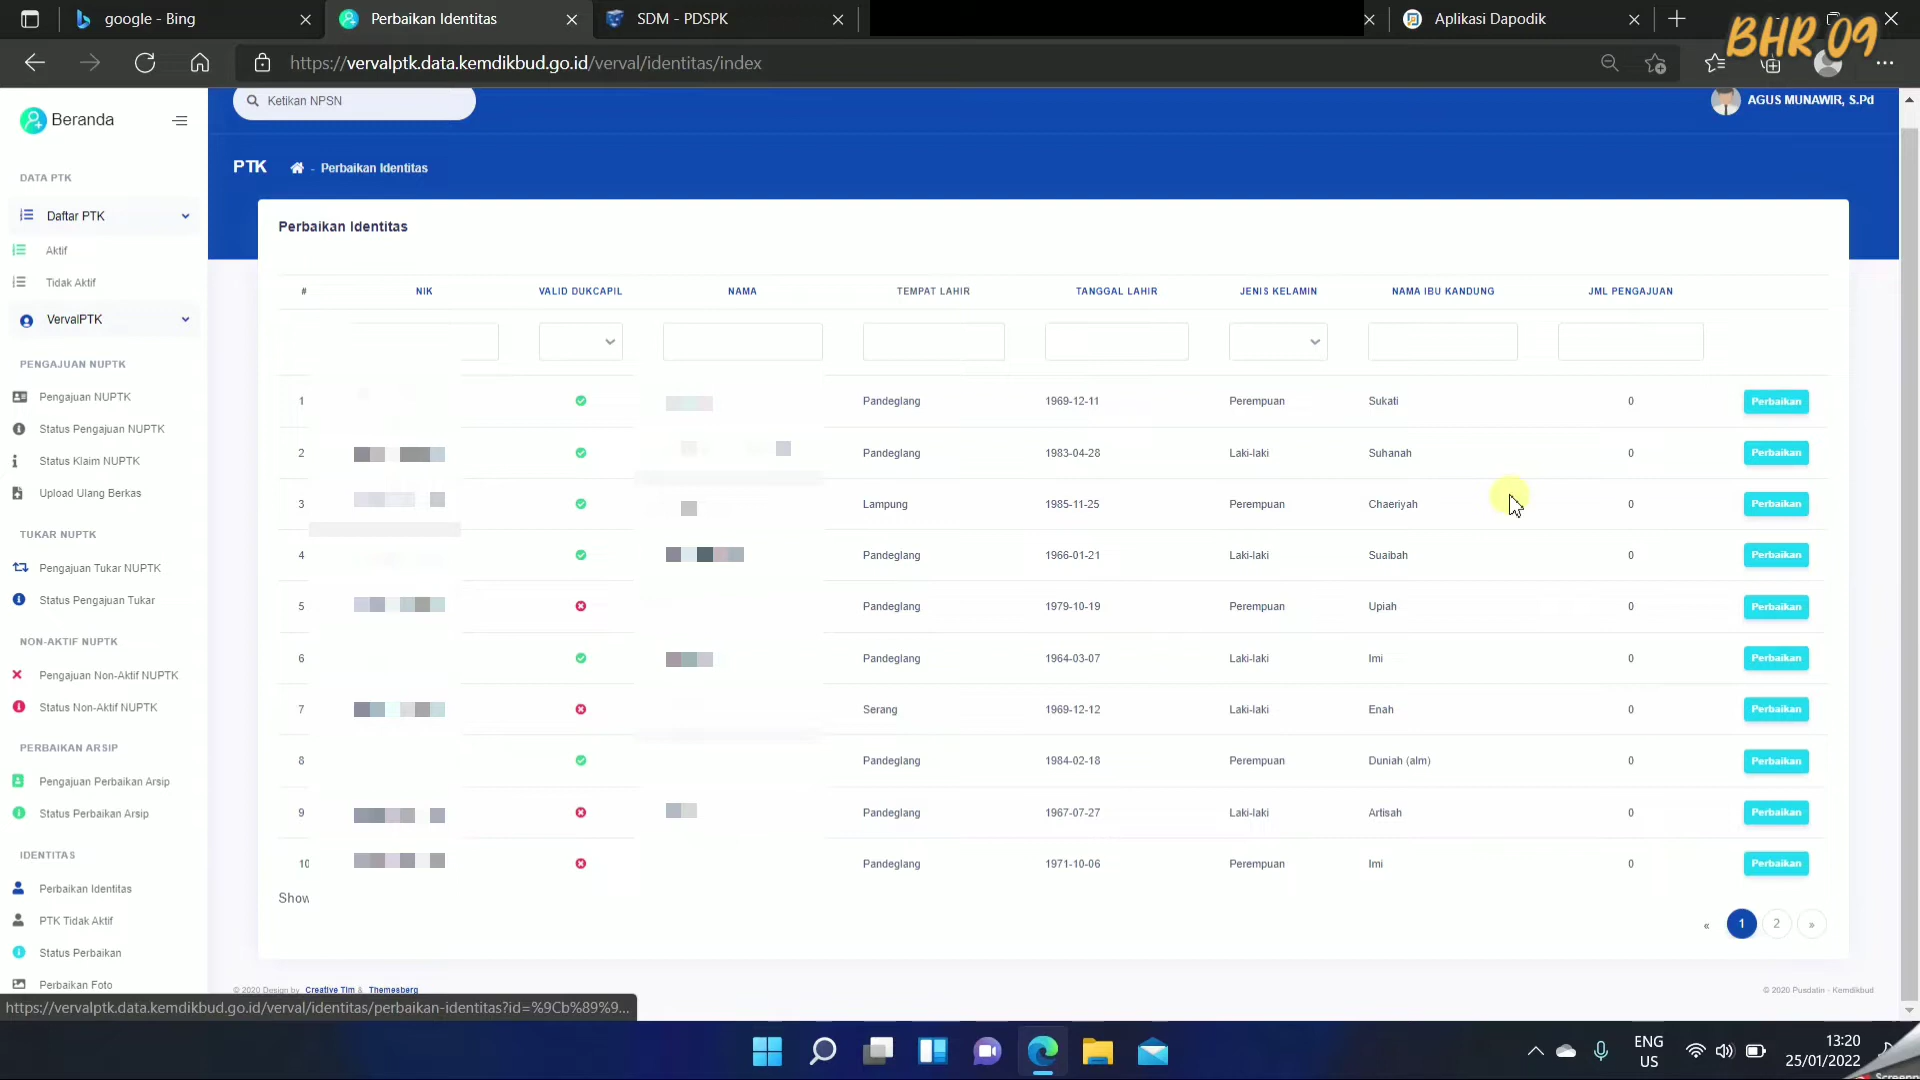 google - Bing
Perbaikan Identitas
SDM - PDSPK
Aplikasi Dapodik
BHR 09
https://vervalptk.data.kemdikbud.go.id/verval/identitas/index
Beranda
Ketikan NPSN
AGUS MUNAWIR, S.Pd
PTK - Perbaikan Identitas
DATA PTK
Daftar PTK
Aktif
Tidak Aktif
VervalPTK
PENGAJUAN NUPTK
Pengajuan NUPTK
Status Pengajuan NUPTK
Status Klaim NUPTK
Upload Ulang Berkas
TUKAR NUPTK
Pengajuan Tukar NUPTK
Status Pengajuan Tukar
NON-AKTIF NUPTK
Pengajuan Non-Aktif NUPTK
Status Non-Aktif NUPTK
PERBAIKAN ARSIP
Pengajuan Perbaikan Arsip
Status Perbaikan Arsip
IDENTITAS
Perbaikan Identitas
PTK Tidak Aktif
Status Perbaikan
Perbaikan Foto
Perbaikan Identitas
# NIK VALID DUKCAPIL NAMA TEMPAT LAHIR TANGGAL LAHIR JENIS KELAMIN NAMA IBU KANDUNG JML PENGAJUAN
1 Pandeglang 1969-12-11 Perempuan Sukati 0 Perbaikan
2 Pandeglang 1983-04-28 Laki-laki Suhanah 0 Perbaikan
3 Lampung 1985-11-25 Perempuan Chaeriyah 0 Perbaikan
4 Pandeglang 1966-01-21 Laki-laki Suaibah 0 Perbaikan
5 Pandeglang 1979-10-19 Perempuan Upiah 0 Perbaikan
6 Pandeglang 1964-03-07 Laki-laki Imi 0 Perbaikan
7 Serang 1969-12-12 Laki-laki Enah 0 Perbaikan
8 Pandeglang 1984-02-18 Perempuan Duniah (alm) 0 Perbaikan
9 Pandeglang 1967-07-27 Laki-laki Artisah 0 Perbaikan
10 Pandeglang 1971-10-06 Perempuan Imi 0 Perbaikan
Show
« 1 2 »
© 2020 Design by Creative Tim & Themesberg
© 2020 Pusdatin - Kemdikbud
https://vervalptk.data.kemdikbud.go.id/verval/identitas/perbaikan-identitas?id=%9Cb%89%9...
ENG
US
13:20
25/01/2022